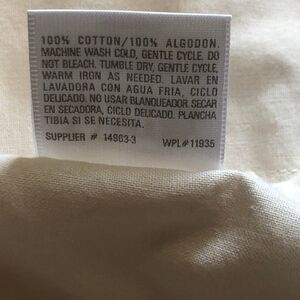 100% COTTON/100% ALGODON.
MACHINE WASH COLD, GENTLE CYCLE. DO
NOT BLEACH. TUMBLE DRY, GENTLE CYCLE,
WARM IRON AS NEEDED. LAVAR EN
LAVADORA CON AGUA FRIA, CICLO
DELICADO. NO USAR BLANQUEADOR. SECAR
EN SECADORA, CICLO DELICADO. PLANCHA
TIBIA SI SE NECESITA.
SUPPLIER # 14963-3 WPL#11935